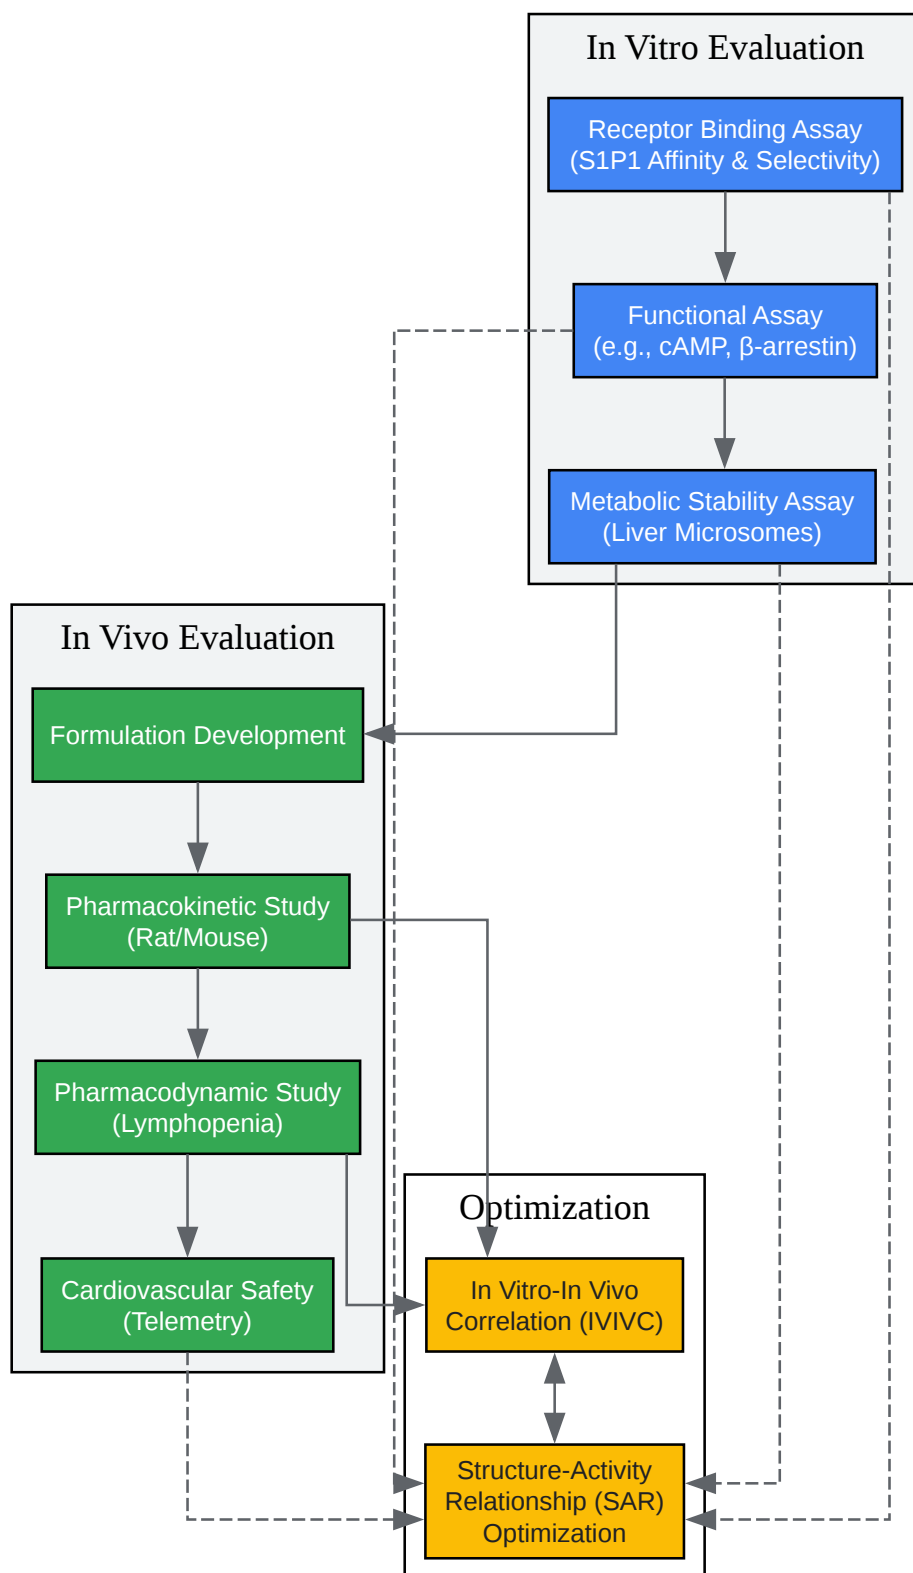 In Vitro Evaluation
Receptor Binding Assay
(S1P1 Affinity & Selectivity)
Functional Assay
(e.g., cAMP, β-arrestin)
Metabolic Stability Assay
(Liver Microsomes)
In Vivo Evaluation
Formulation Development
Pharmacokinetic Study
(Rat/Mouse)
Pharmacodynamic Study
(Lymphopenia)
Cardiovascular Safety
(Telemetry)
Optimization
In Vitro-In Vivo
Correlation (IVIVC)
Structure-Activity
Relationship (SAR)
Optimization